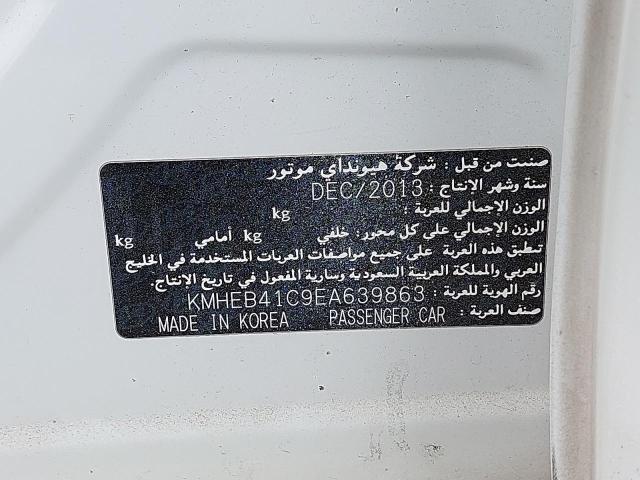 صنعت من قبل : شركة هيونداي موتور
سنة وشهر الانتاج : DEC/2013
الوزن الإجمالي للعربة : kg
الوزن الإجمالي على كل محور: خلفي kg أمامي kg
تطبق هذه العربة على جميع مواصفات العربات المستخدمة في الخليج
العربي والمملكة العربية السعودية وسارية المفعول في تاريخ الإنتاج.
رقم الهوية للعربة : KMHEB41C9EA639863
صنف العربة : PASSENGER CAR MADE IN KOREA